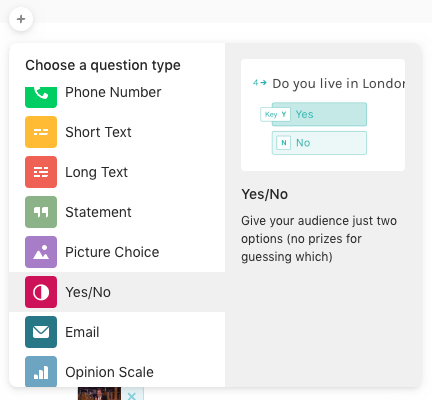 Choose a question type
Phone Number
Short Text
Long Text
Statement
Picture Choice
Yes/No
Email
Opinion Scale
4→ Do you live in London
Key Y Yes
N No
Yes/No
Give your audience just two
options (no prizes for
guessing which)